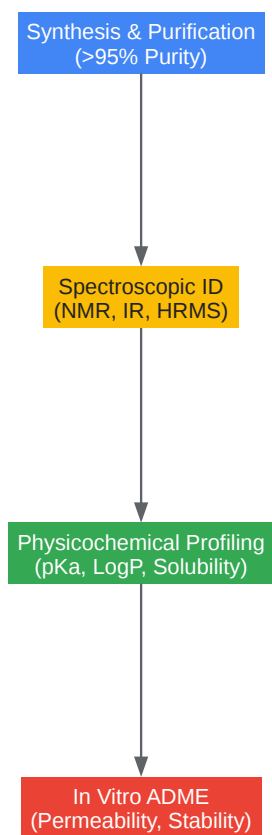 Synthesis & Purification
(>95% Purity)
Spectroscopic ID
(NMR, IR, HRMS)
Physicochemical Profiling
(pKa, LogP, Solubility)
In Vitro ADME
(Permeability, Stability)